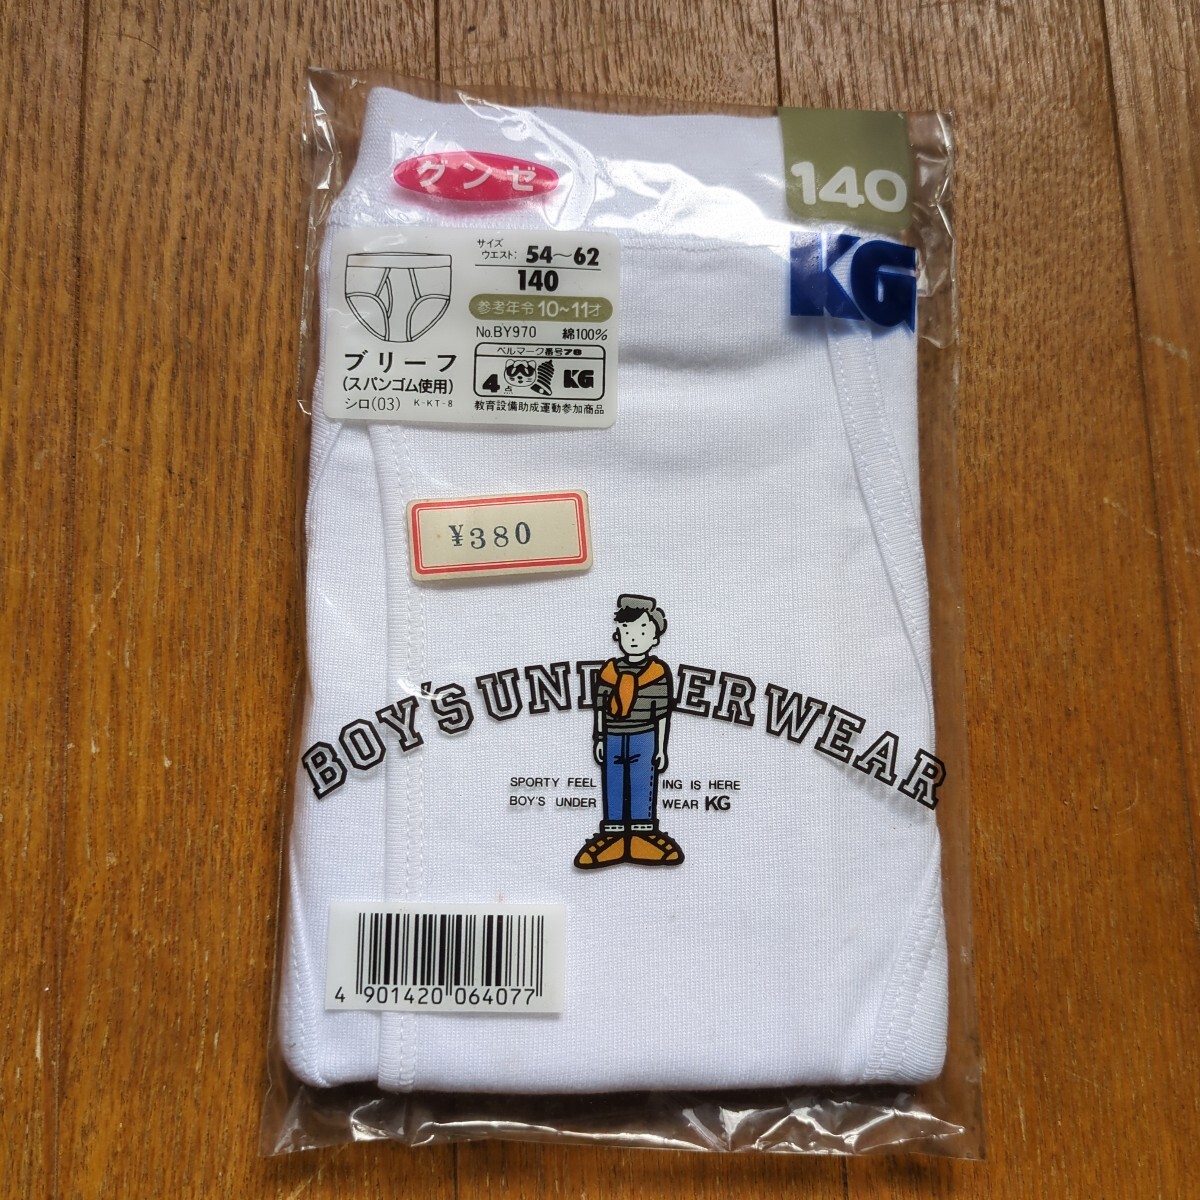 グンゼ
140
KG
サイズ
ウエスト: 54～62
140
参考年令10~11才
No.BY970 綿100%
ブリーフ
(スパンゴム使用)
シロ(03) K-KT-8
ベルマーク番号78
4点 KG
教育設備助成運動参加商品
¥380
BOY'S UNDERWEAR
SPORTY FEELING IS HERE
BOY'S UNDERWEAR KG
4 901420 064077